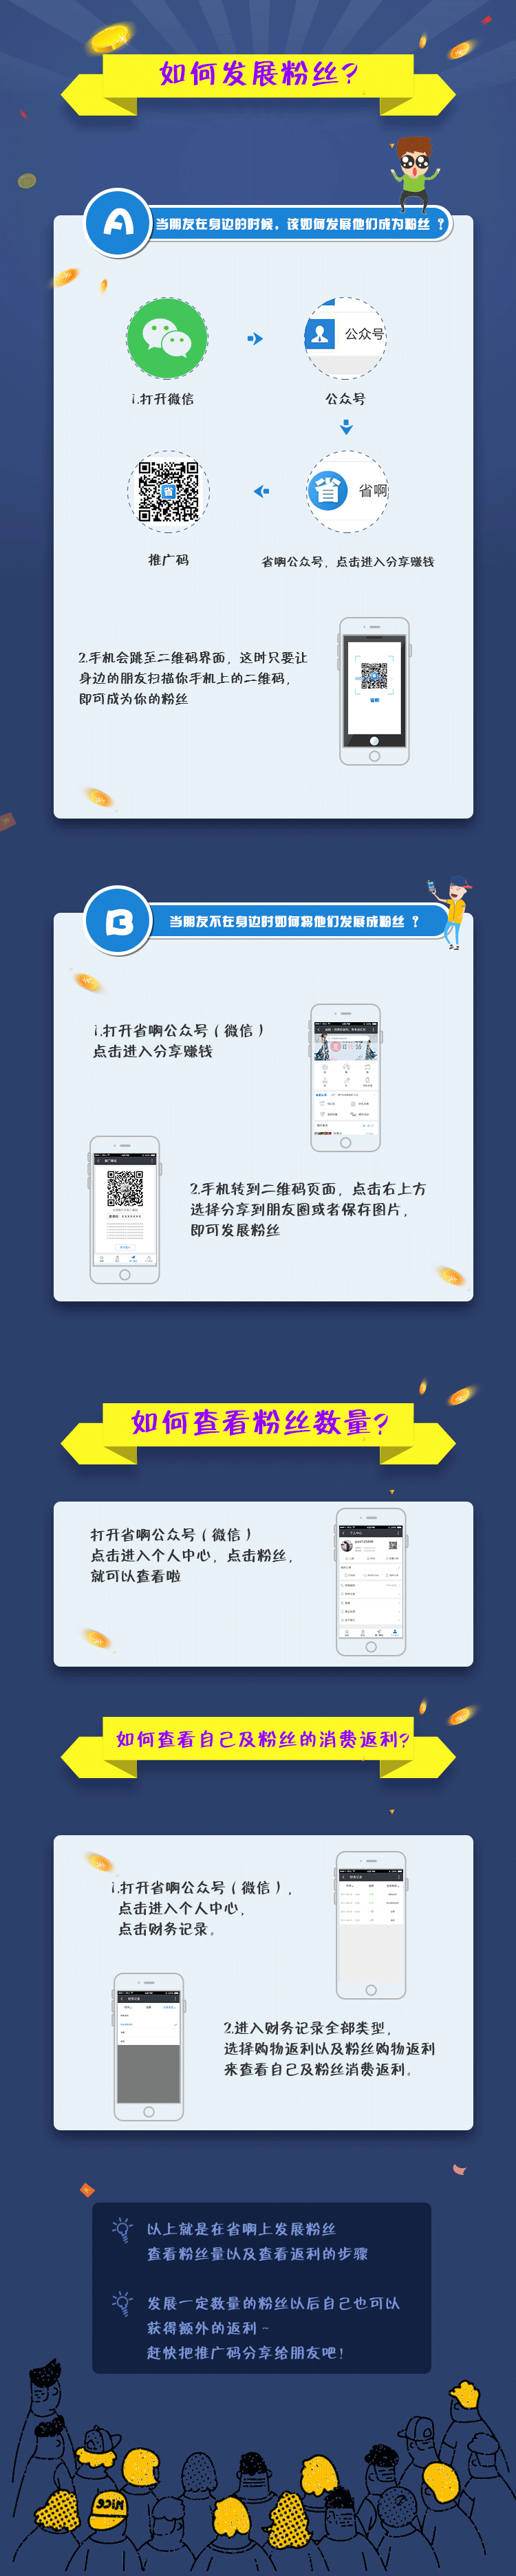 如何发展粉丝?
A
当朋友在身边的时候，该如何发展他们成为粉丝 ？
公众号
1.打开微信
公众号
省
省啊
推广码
省啊公众号，点击进入分享赚钱
2.手机会跳至二维码界面，这时只要让
身边的朋友扫描你手机上的二维码，
即可成为你的粉丝
省啊
B
当朋友不在身边时如何将他们发展成粉丝 ？
1.打开省啊公众号（微信）
点击进入分享赚钱
2.手机转到二维码页面，点击右上方
选择分享到朋友圈或者保存图片，
即可发展粉丝
如何查看粉丝数量?
打开省啊公众号（微信）
点击进入个人中心，点击粉丝，
就可以查看啦
个人中心
如何查看自己及粉丝的消费返利?
1.打开省啊公众号（微信），
点击进入个人中心，
点击财务记录。
财务记录
财务记录
2.进入财务记录全部类型，
选择购物返利以及粉丝购物返利
来查看自己及粉丝消费返利。
以上就是在省啊上发展粉丝
查看粉丝量以及查看返利的步骤
发展一定数量的粉丝以后自己也可以
获得额外的返利~
赶快把推广码分享给朋友吧！